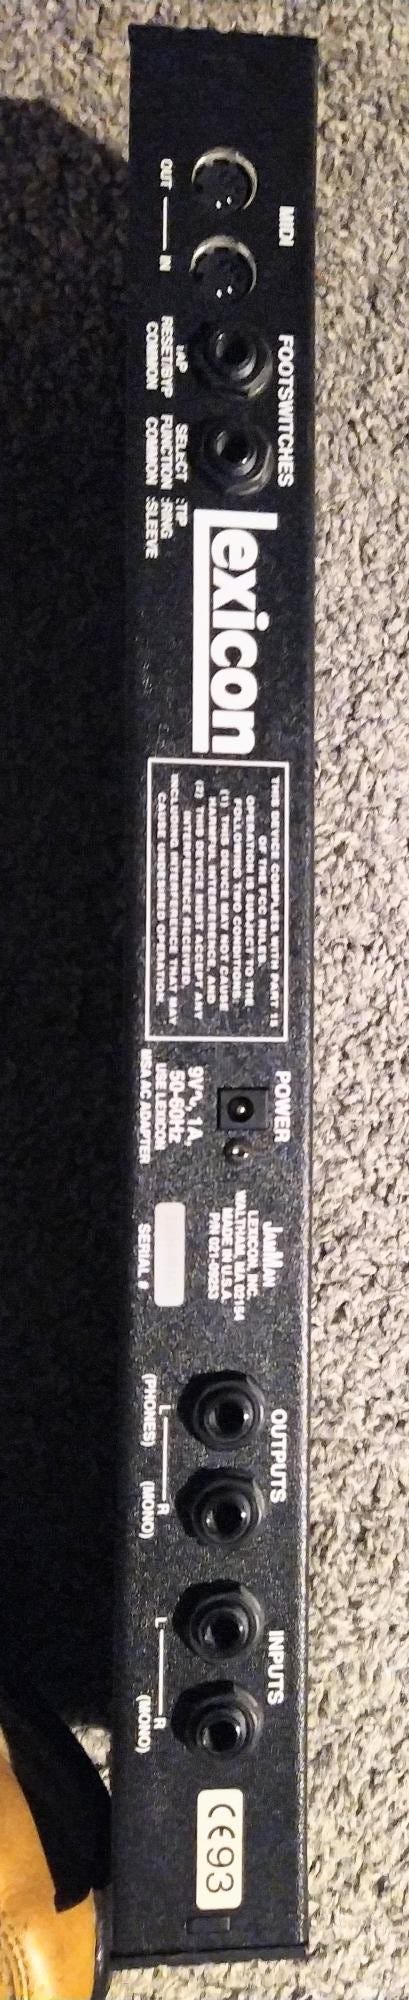 MIDI
OUT IN
FOOTSWITCHES
TAP
RESET/BYP
COMMON
SELECT :TIP
FUNCTION :RING
COMMON :SLEEVE
Lexicon
THIS DEVICE COMPLIES WITH PART 15
OF THE FCC RULES.
OPERATION IS SUBJECT TO THE
FOLLOWING TWO CONDITIONS:
(1) THIS DEVICE MAY NOT CAUSE
HARMFUL INTERFERENCE, AND
(2) THIS DEVICE MUST ACCEPT ANY
INTERFERENCE RECEIVED,
INCLUDING INTERFERENCE THAT MAY
CAUSE UNDESIRED OPERATION.
POWER
9V~, 1A,
50-60Hz
USE LEXICON
AC ADAPTER
JamMan
LEXICON, INC.
WALTHAM, MA 02154
MADE IN U.S.A.
SERIAL #
OUTPUTS
L R
(PHONES) (MONO)
INPUTS
L R
(MONO)
CE93